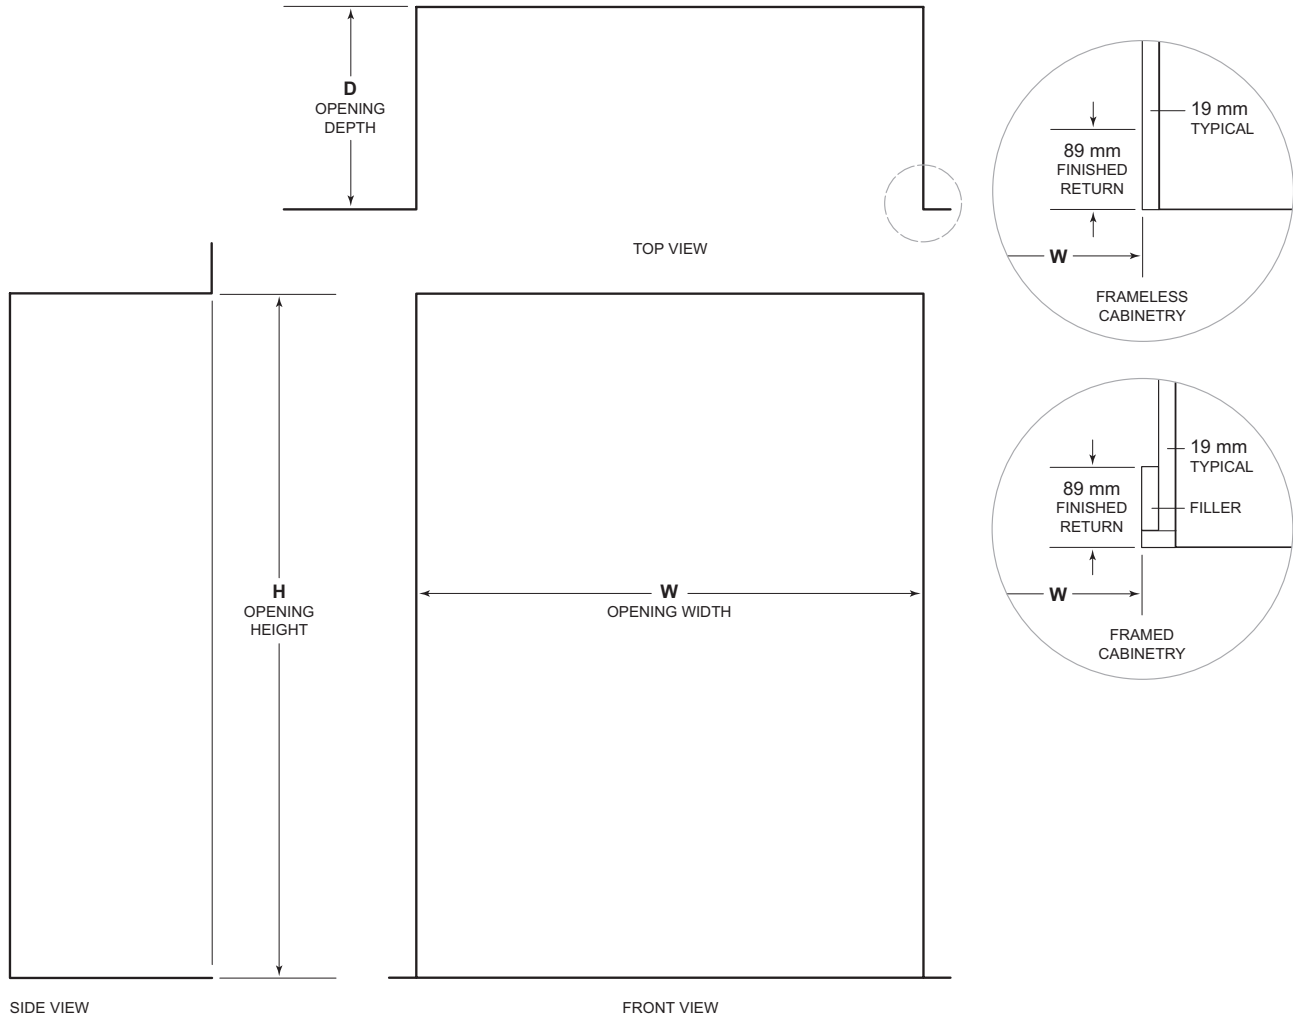 D
OPENING
DEPTH
TOP VIEW
19 mm
TYPICAL
89 mm
FINISHED
RETURN
W
FRAMELESS
CABINETRY
H
OPENING
HEIGHT
W
OPENING WIDTH
19 mm
TYPICAL
89 mm
FINISHED
RETURN
FILLER
W
FRAMED
CABINETRY
SIDE VIEW
FRONT VIEW